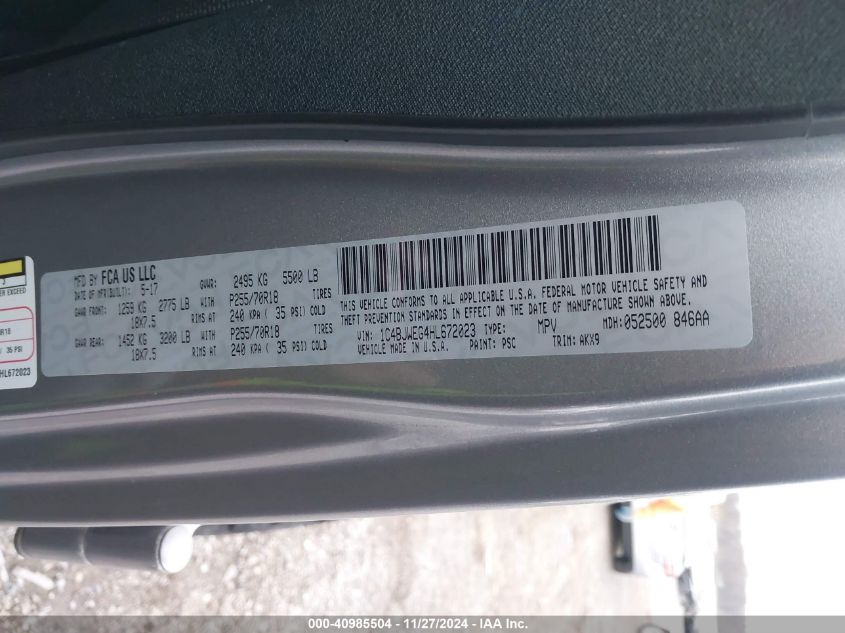 MFD BY FCA US LLC
DATE OF MFR(BUILT): 5-17
GVWR: 2495 KG 5500 LB
GAWR FRONT: 1259 KG 2775 LB WITH P255/70R18 TIRES
18X7.5 RIMS AT 240 KPA ( 35 PSI) COLD
GAWR REAR: 1452 KG 3200 LB WITH P255/70R18 TIRES
18X7.5 RIMS AT 240 KPA ( 35 PSI) COLD
THIS VEHICLE CONFORMS TO ALL APPLICABLE U.S.A. FEDERAL MOTOR VEHICLE SAFETY AND
THEFT PREVENTION STANDARDS IN EFFECT ON THE DATE OF MANUFACTURE SHOWN ABOVE.
VIN: 1C4BJWEG4HL672023 TYPE: MPV MDH: 052500 846AA
VEHICLE MADE IN U.S.A. PAINT: PSC TRIM: AKX9
3
R EXCEED
R18
35 PSI
HL672023
000-40985504 | 11/27/2024 | IAA Inc.